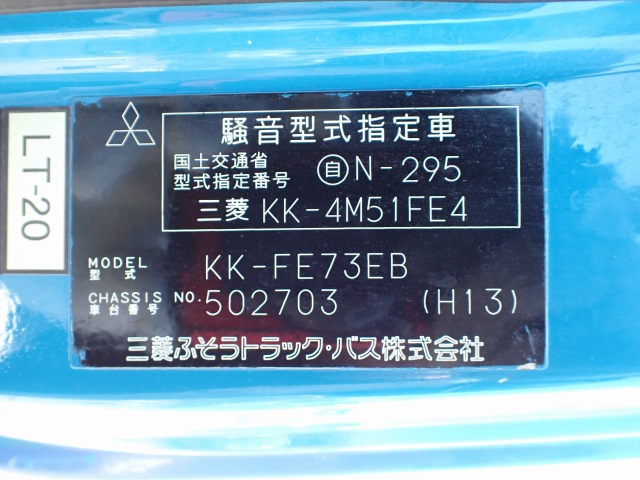 LT-20
騒音型式指定車
国土交通省
型式指定番号 自N-295
三菱 KK-4M51FE4
MODEL
型式 KK-FE73EB
CHASSIS NO.
車台番号 502703 (H13)
三菱ふそうトラック・バス株式会社